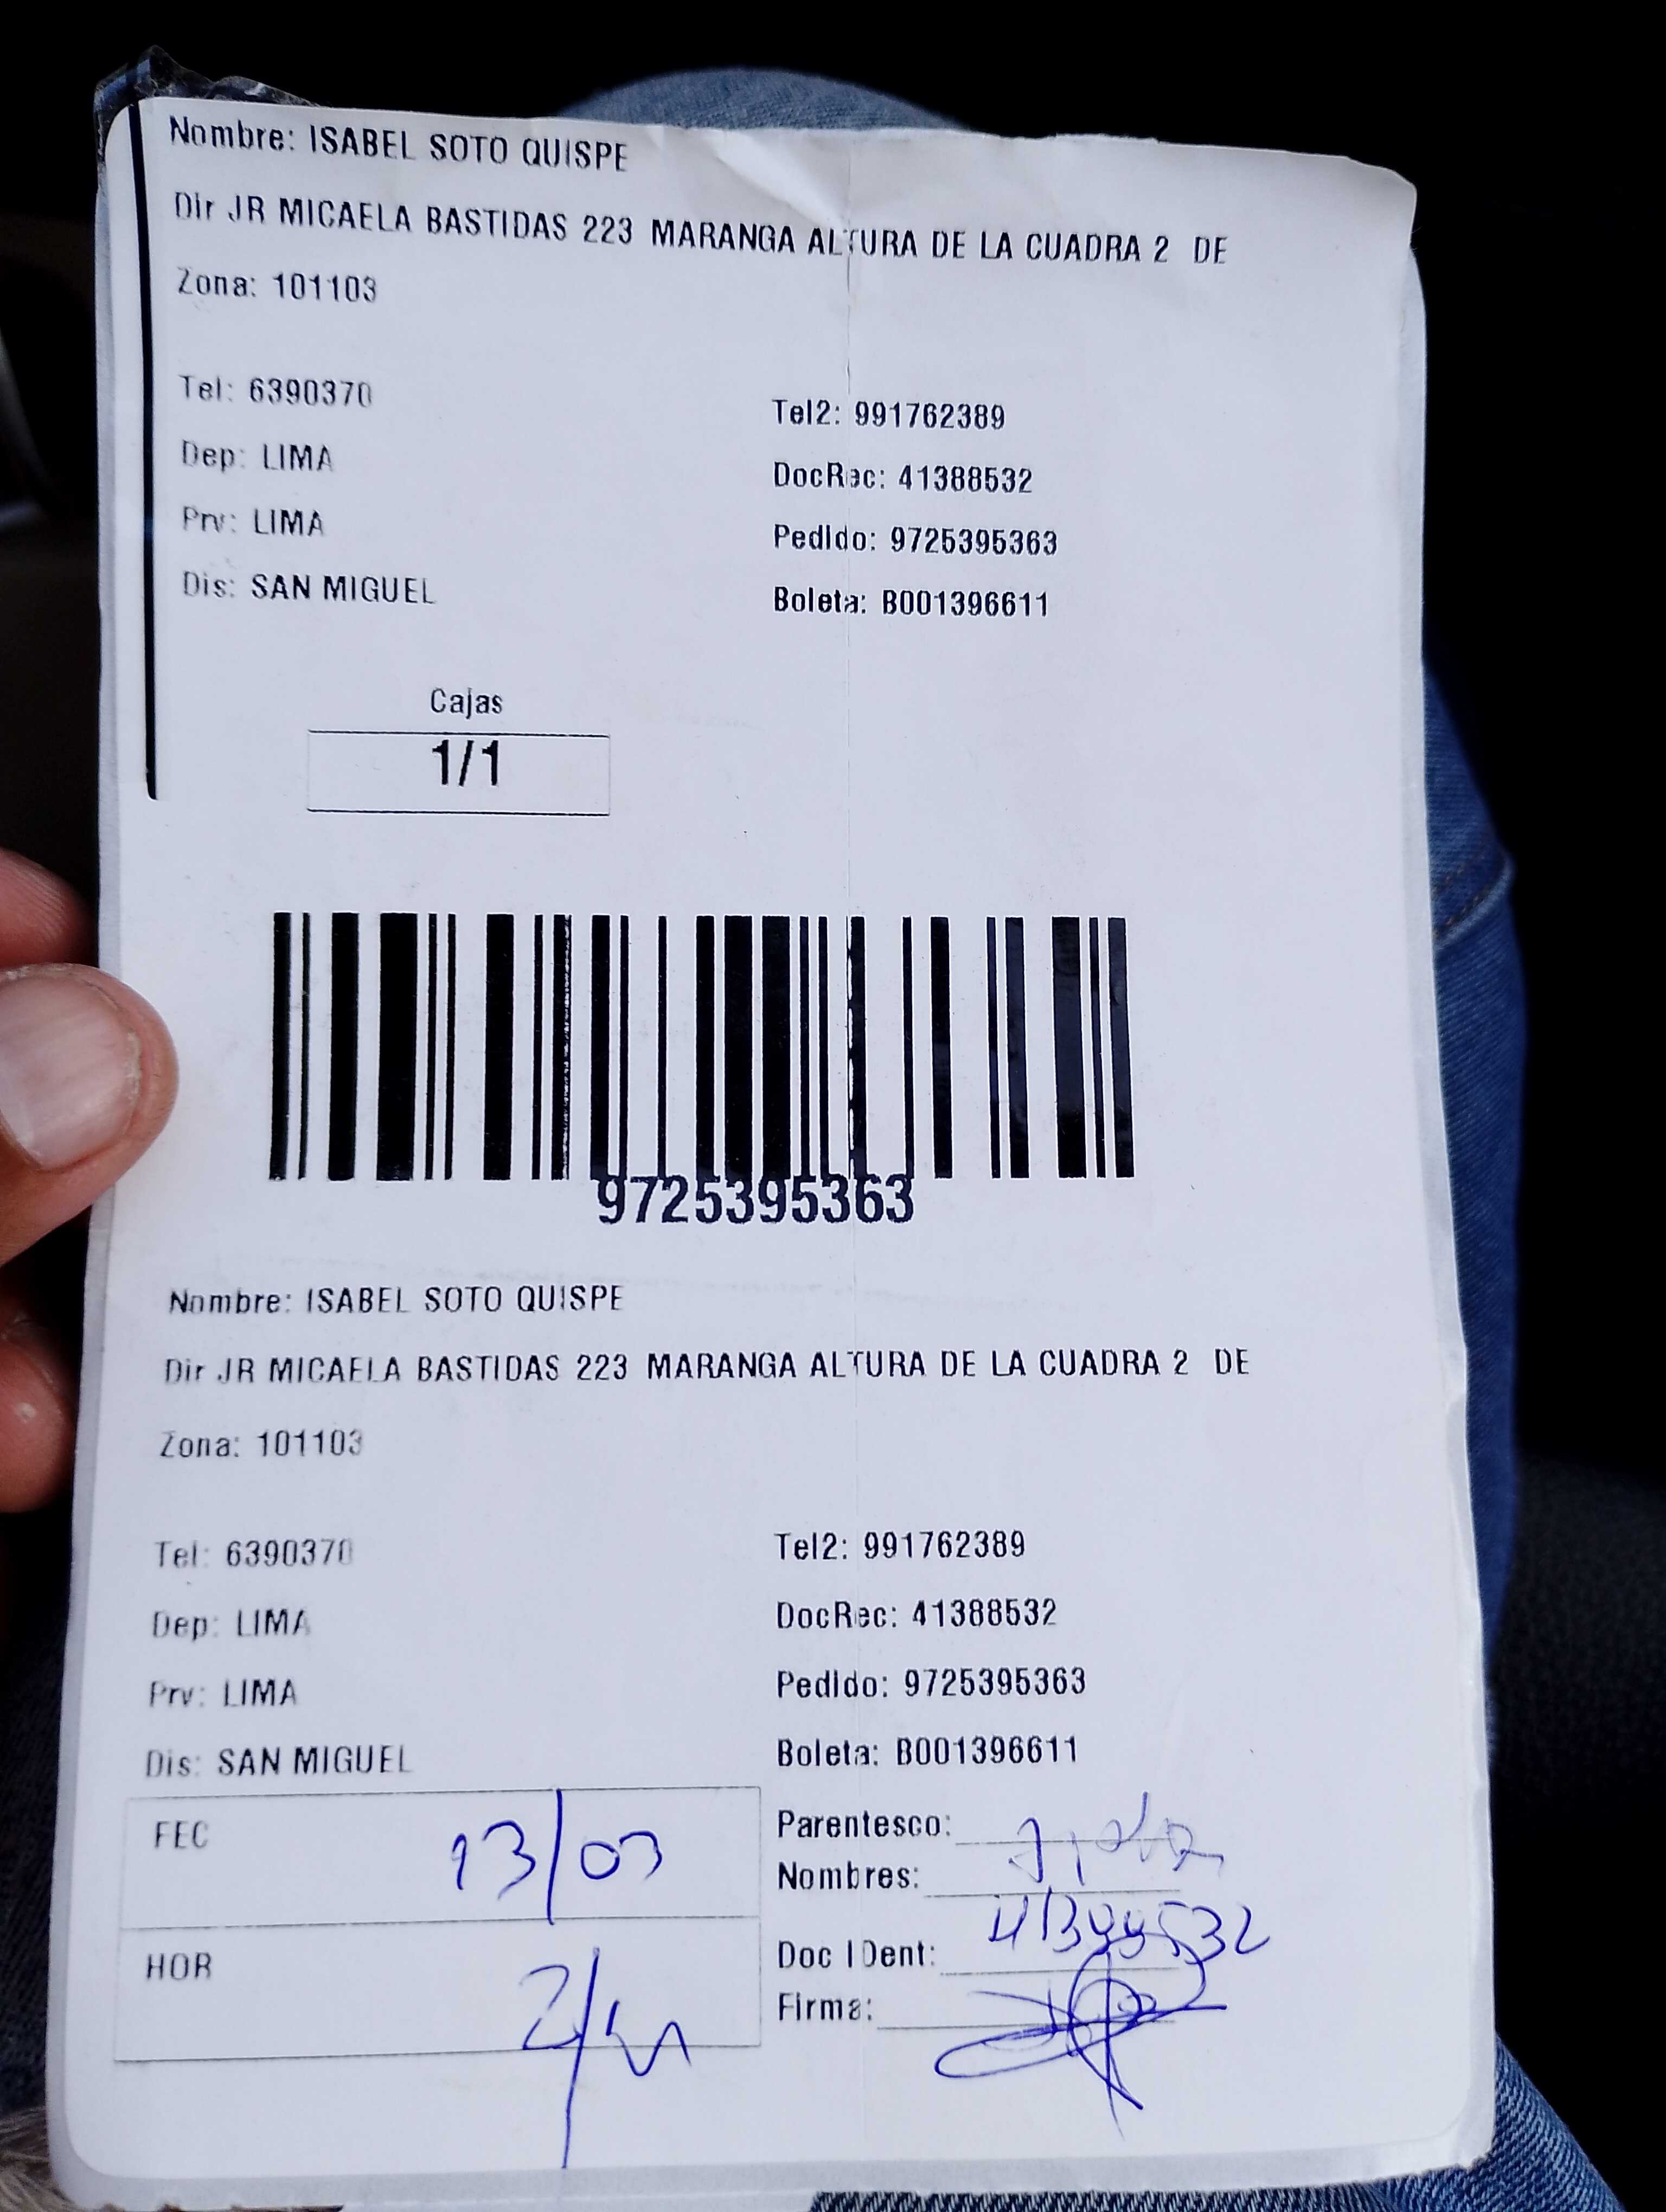 Nombre: ISABEL SOTO QUISPE
Dir JR MICAELA BASTIDAS 223 MARANGA ALTURA DE LA CUADRA 2 DE
Zona: 101103
Tel: 6390370
Tel2: 991762389
Dep: LIMA
DocRec: 41388532
Prv: LIMA
Pedido: 9725395363
Dis: SAN MIGUEL
Boleta: B001396611
Cajas
1/1
9725395363
Nombre: ISABEL SOTO QUISPE
Dir JR MICAELA BASTIDAS 223 MARANGA ALTURA DE LA CUADRA 2 DE
Zona: 101103
Tel: 6390370
Tel2: 991762389
Dep: LIMA
DocRec: 41388532
Prv: LIMA
Pedido: 9725395363
Dis: SAN MIGUEL
Boleta: B001396611
FEC 13/03
Parentesco:
Nombres:
HOR
Doc IDent:
Firma: